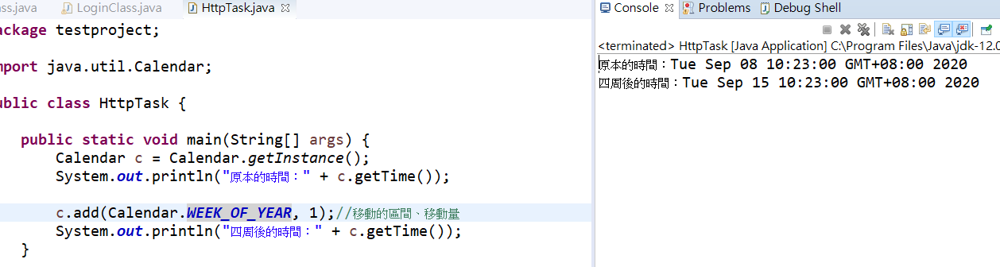 ss.java LoginClass.java HttpTask.java
ackage testproject;
mport java.util.Calendar;
ublic class HttpTask {
public static void main(String[] args) {
Calendar c = Calendar.getInstance();
System.out.println("原本的時間：" + c.getTime());
c.add(Calendar.WEEK_OF_YEAR, 1);//移動的區間、移動量
System.out.println("四周後的時間：" + c.getTime());
}
Console Problems Debug Shell
<terminated> HttpTask [Java Application] C:\Program Files\Java\jdk-12.0
原本的時間：Tue Sep 08 10:23:00 GMT+08:00 2020
四周後的時間：Tue Sep 15 10:23:00 GMT+08:00 2020